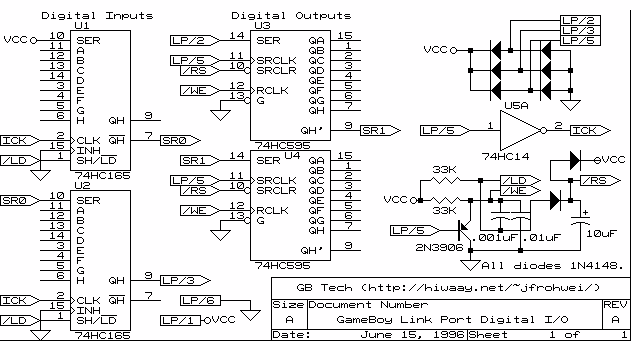 Digital Inputs
Digital Outputs
U1
VCC
10
SER
11
A
12
B
13
C
14
D
3
E
4
F
5
G
6
H
QH
9
ICK
2
CLK
QH
7
SR0
15
INH
/LD
1
SH/LD
74HC165
U2
SR0
10
SER
11
A
12
B
13
C
14
D
3
E
4
F
5
G
6
H
QH
9
LP/3
ICK
2
CLK
QH
7
15
INH
/LD
1
SH/LD
74HC165
LP/6
LP/1
VCC
U3
LP/2
14
SER
QA
15
QB
1
LP/5
11
SRCLK
QC
2
/RS
10
SRCLR
QD
3
QE
4
/WE
12
RCLK
QF
5
13
G
QG
6
QH
7
QH'
9
SR1
74HC595
U4
SR1
14
SER
QA
15
QB
1
LP/5
11
SRCLK
QC
2
/RS
10
SRCLR
QD
3
QE
4
/WE
12
RCLK
QF
5
13
G
QG
6
QH
7
QH'
9
74HC595
LP/2
LP/3
LP/5
VCC
U5A
LP/5
1
2
ICK
74HC14
33K
/LD
/WE
VCC
33K
VCC
/RS
LP/5
2N3906
.001uF
.01uF
+
10uF
All diodes 1N4148.
GB Tech (http://hiwaay.net/~jfrohwei/)
Size
Document Number
REV
A
GameBoy Link Port Digital I/O
A
Date:
June 15, 1996
Sheet
1 of
1